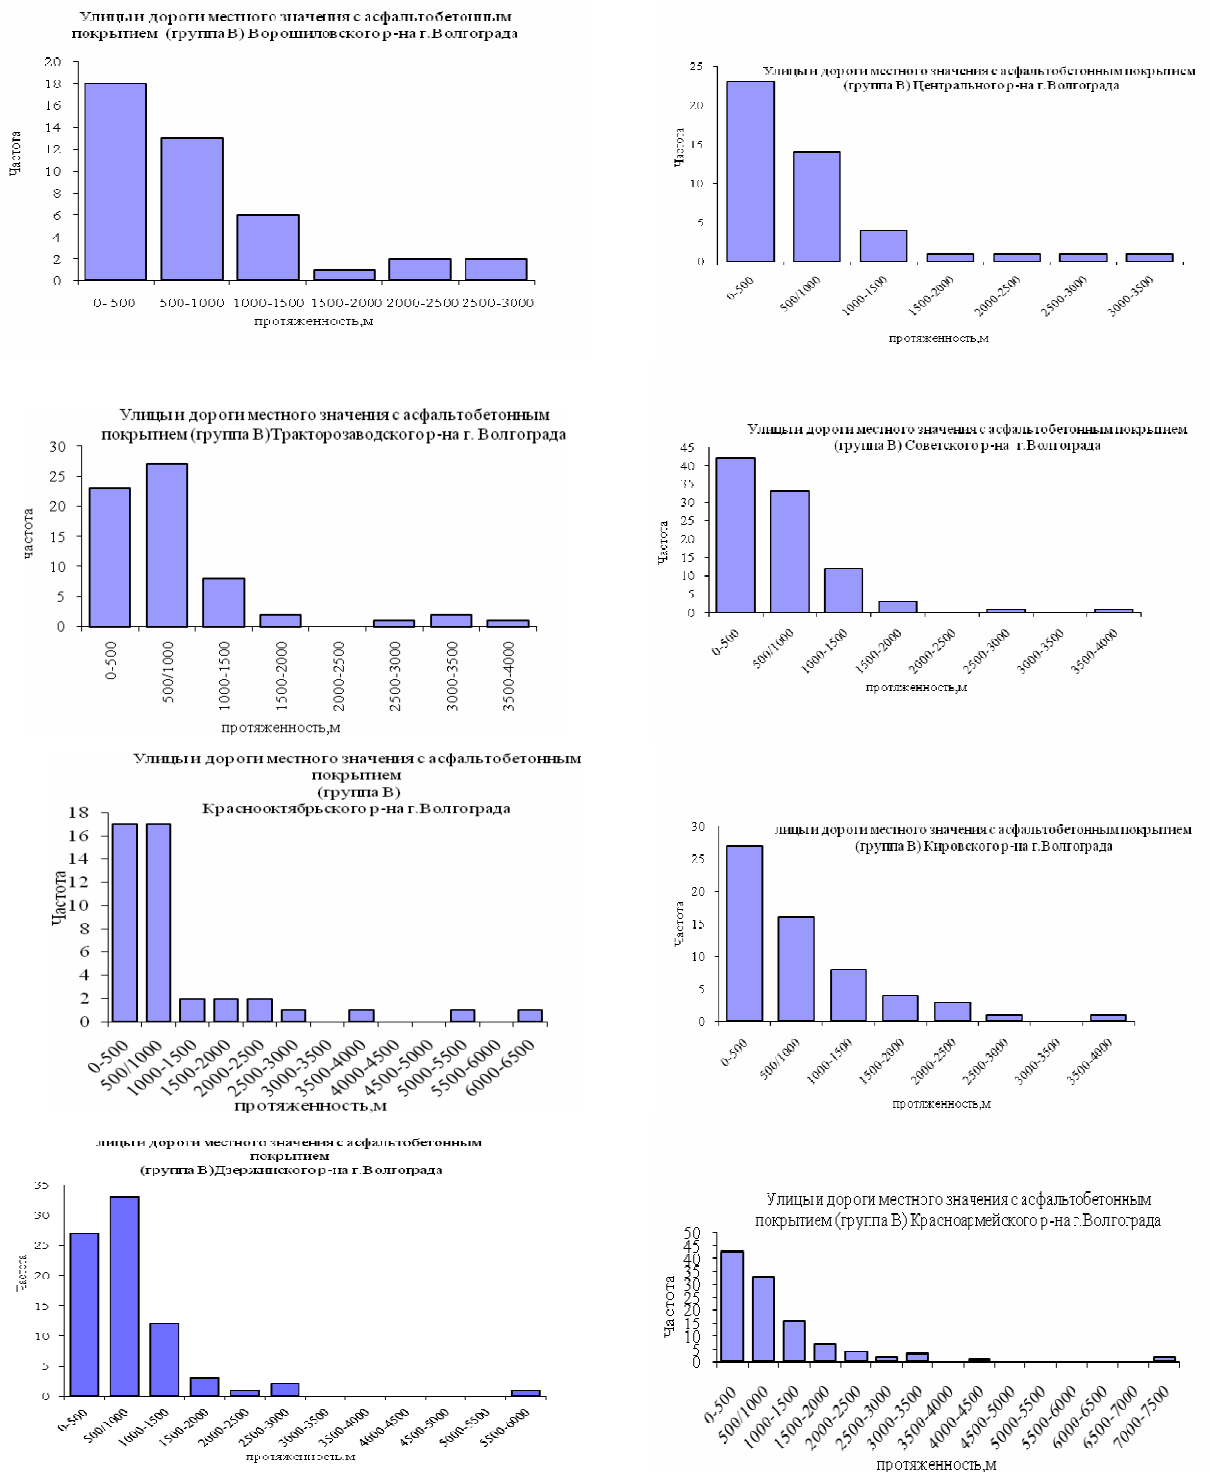 Улицы и дороги местного значения с асфальтобетонным
покрытием (группа В) Ворошиловского р-на г.Волгограда
20
18
16
14
12
10
8
6
4
2
0
Частота
0-500 500-1000 1000-1500 1500-2000 2000-2500 2500-3000
протяженность,м
Улицы и дороги местного значения с асфальтобетонным покрытием
(группа В) Центрального р-на г.Волгограда
25
20
15
10
5
0
Частота
0-500 500/1000 1000-1500 1500-2000 2000-2500 2500-3000 3000-3500
протяженность,м
Улицы и дороги местного значения с асфальтобетонным
покрытием (группа В)Тракторозаводского р-на г. Волгограда
30
25
20
15
10
5
0
частота
0-500 500/1000 1000-1500 1500-2000 2000-2500 2500-3000 3000-3500 3500-4000
протяженность,м
Улицы и дороги местного значения с асфальтобетонным покрытием
(группа В) Советского р-на г.Волгограда
45
40
35
30
25
20
15
10
5
0
Частота
0-500 500/1000 1000-1500 1500-2000 2000-2500 2500-3000 3000-3500 3500-4000
протяженность,м
Улицы и дороги местного значения с асфальтобетонным
покрытием
(группа В)
Краснооктябрьского р-на г.Волгограда
18
16
14
12
10
8
6
4
2
0
Частота
0-500 500/1000 1000-1500 1500-2000 2000-2500 2500-3000 3000-3500 3500-4000 4000-4500 4500-5000 5000-5500 5500-6000 6000-6500
протяженность,м
лицы и дороги местного значения с асфальтобетонным покрытием
(группа В) Кировского р-на г.Волгограда
30
25
20
15
10
5
0
Частота
0-500 500/1000 1000-1500 1500-2000 2000-2500 2500-3000 3000-3500 3500-4000
протяженность,м
лицы и дороги местного значения с асфальтобетонным
покрытием
(группа В)Дзержинского р-на г.Волгограда
35
30
25
20
15
10
5
0
Частота
0-500 500/1000 1000-1500 1500-2000 2000-2500 2500-3000 3000-3500 3500-4000 4000-4500 4500-5000 5000-5500 5500-6000
протяженность,м
Улицы и дороги местного значения с асфальтобетонным
покрытием (группа В) Красноармейского р-на г.Волгограда
50
45
40
35
30
25
20
15
10
5
0
Частота
0-500 500/1000 1000-1500 1500-2000 2000-2500 2500-3000 3000-3500 3500-4000 4000-4500 4500-5000 5000-5500 5500-6000 6000-6500 6500-7000 7000-7500
протяженность,м